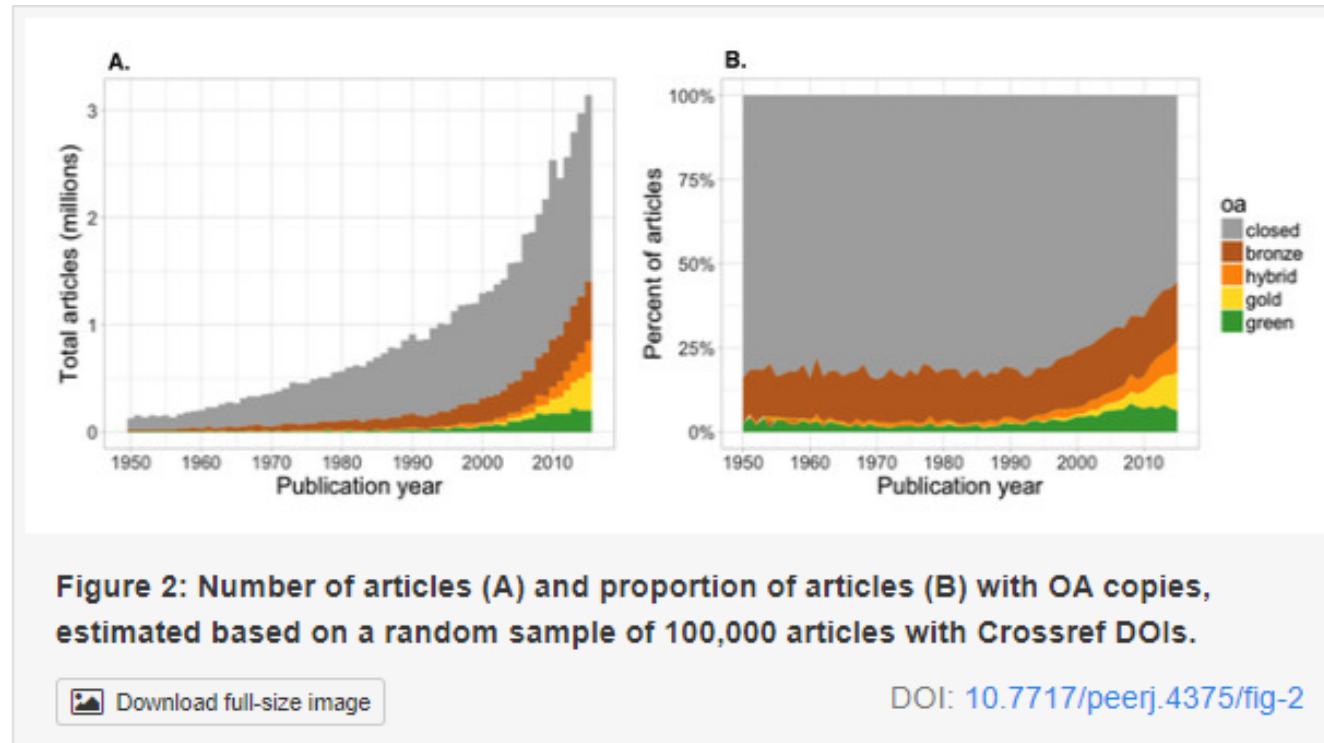 A.
Total articles (millions)
3
2
1
0
1950 1960 1970 1980 1990 2000 2010
Publication year
B.
Percent of articles
100%
75%
50%
25%
0%
1950 1960 1970 1980 1990 2000 2010
Publication year
oa
closed
bronze
hybrid
gold
green
Figure 2: Number of articles (A) and proportion of articles (B) with OA copies,
estimated based on a random sample of 100,000 articles with Crossref DOIs.
Download full-size image
DOI: 10.7717/peerj.4375/fig-2